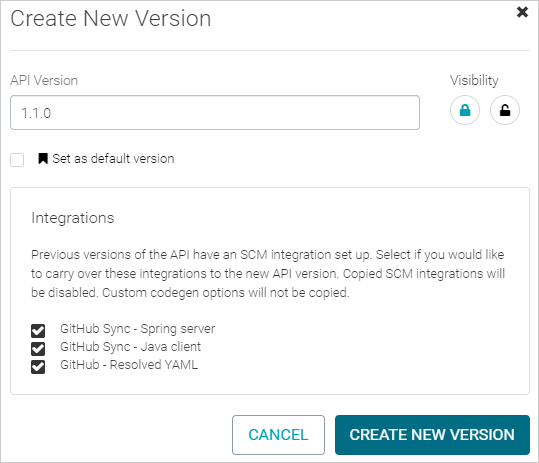 Create New Version
API Version
Visibility
1.1.0
Set as default version
Integrations
Previous versions of the API have an SCM integration set up. Select if you would like
to carry over these integrations to the new API version. Copied SCM integrations will
be disabled. Custom codegen options will not be copied.
GitHub Sync - Spring server
GitHub Sync - Java client
GitHub - Resolved YAML
CANCEL
CREATE NEW VERSION